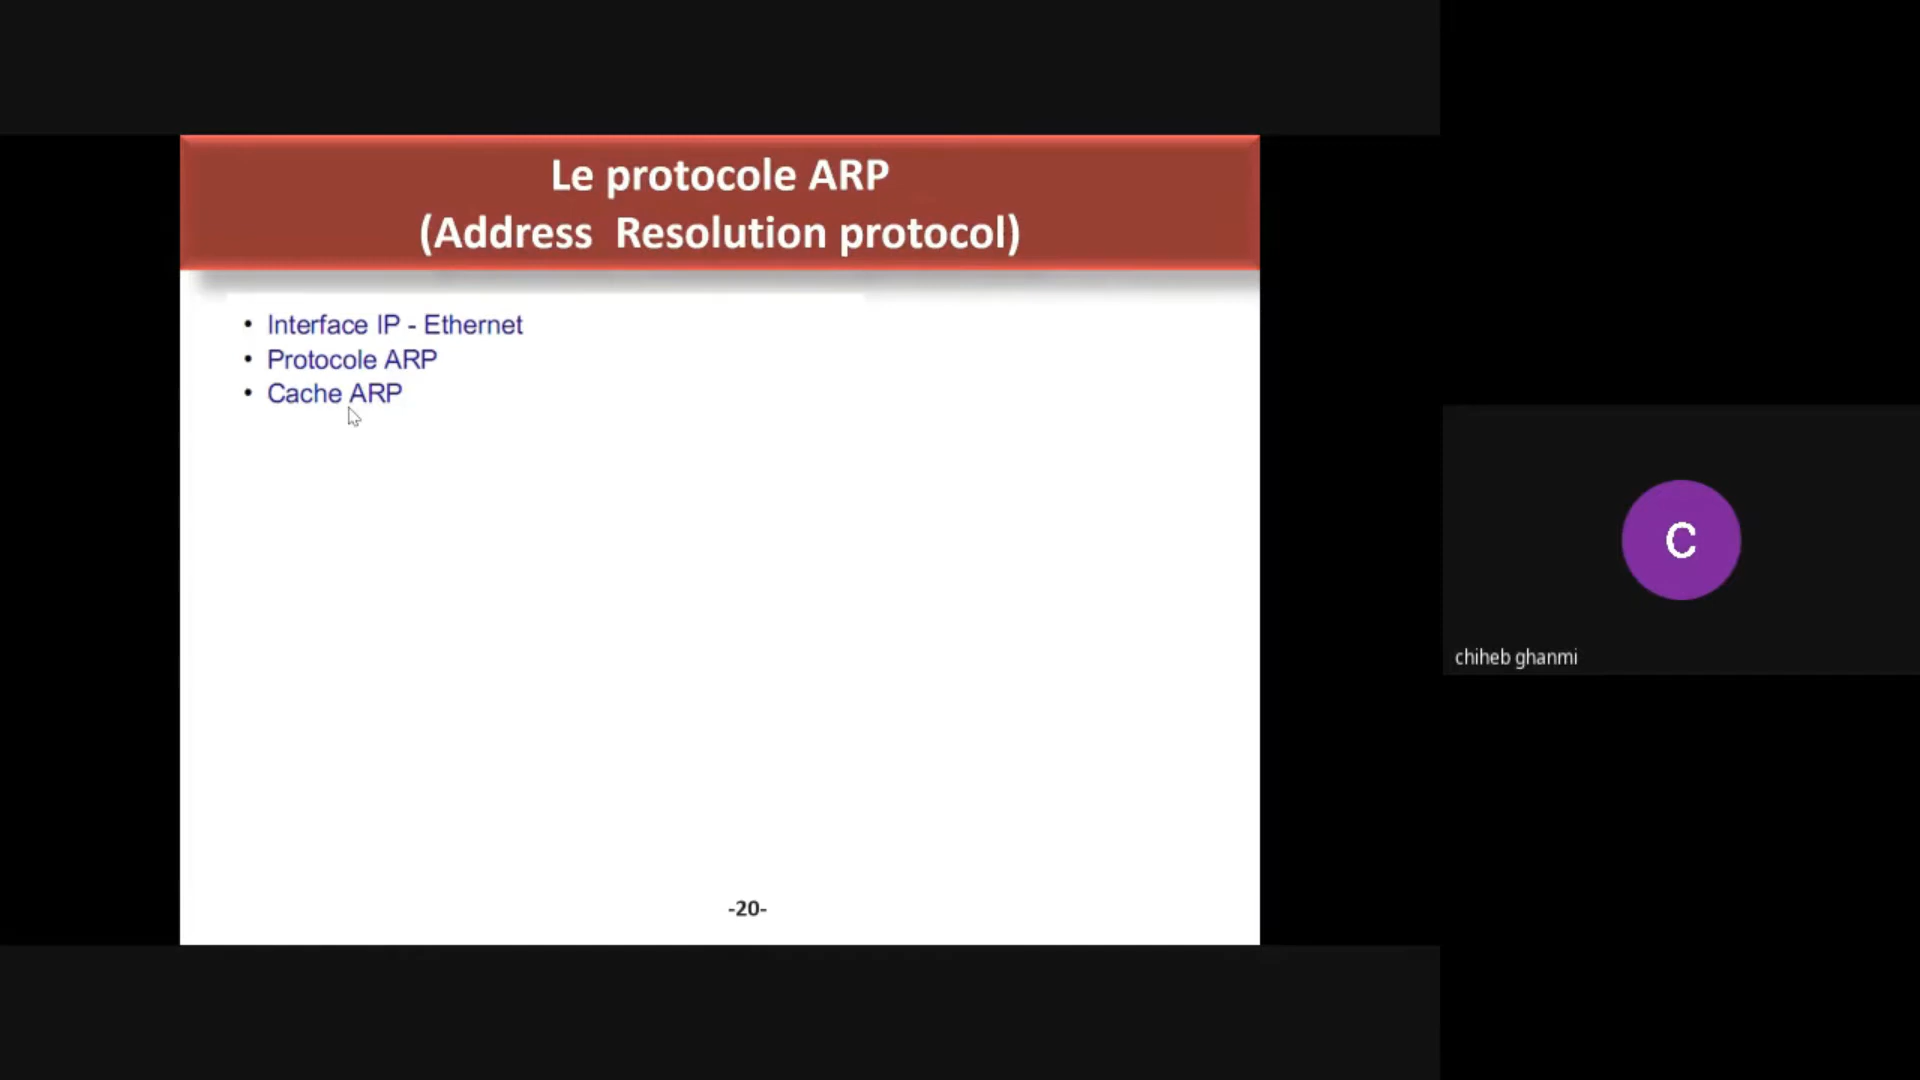 Le protocole ARP
(Address  Resolution protocol)
• Interface IP - Ethernet
• Protocole ARP
• Cache ARP
-20-
C
chiheb ghanmi